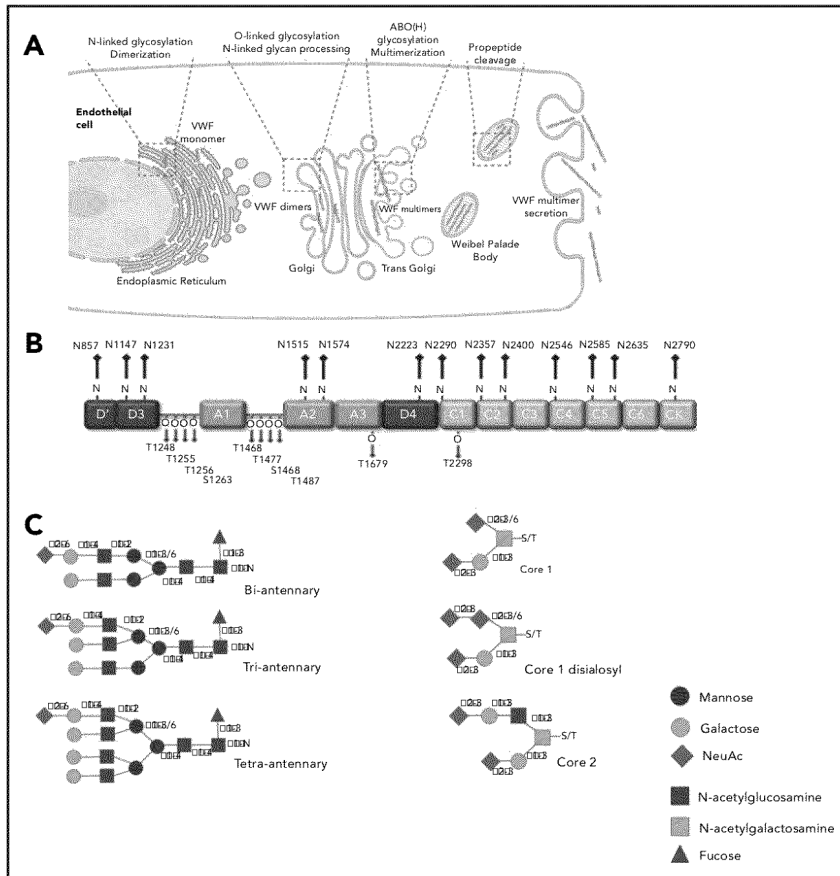 A
N-linked glycosylation
Dimerization
O-linked glycosylation
N-linked glycan processing
ABO(H)
glycosylation
Multimerization
Propeptide
cleavage
Endothelial
cell
VWF
monomer
VWF dimers
VWF multimers
VWF multimer
secretion
Weibel Palade
Body
Golgi
Trans Golgi
Endoplasmic Reticulum
B
N857 N1147 N1231 N1515 N1574 N2223 N2290 N2357 N2400 N2546 N2585 N2635 N2790
N N N N N N N N N N N N N
D' D3 A1 A2 A3 D4 C1 C2 C3 C4 C5 C6 CK
O O O O O O O O O O
T1248
T1255
T1256
S1263
T1468
T1477
S1468
T1487
T1679
T2298
C
Bi-antennary
Tri-antennary
Tetra-antennary
S/T
Core 1
S/T
Core 1 disialosyl
S/T
Core 2
Mannose
Galactose
NeuAc
N-acetylglucosamine
N-acetylgalactosamine
Fucose